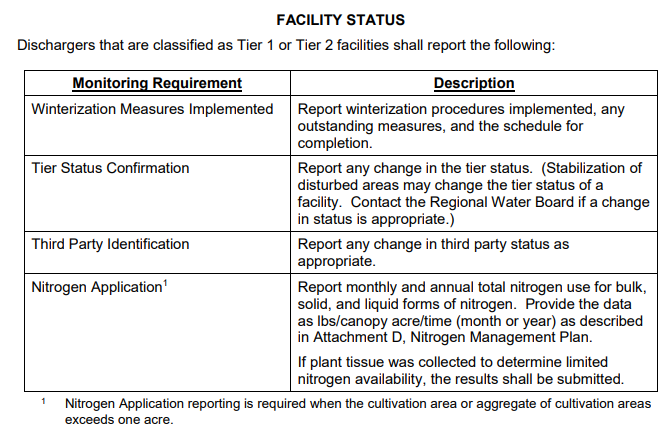 FACILITY STATUS
Dischargers that are classified as Tier 1 or Tier 2 facilities shall report the following:
Monitoring Requirement
Description
Winterization Measures Implemented
Report winterization procedures implemented, any
outstanding measures, and the schedule for
completion.
Tier Status Confirmation
Report any change in the tier status.  (Stabilization of
disturbed areas may change the tier status of a
facility.  Contact the Regional Water Board if a change
in status is appropriate.)
Third Party Identification
Report any change in third party status as
appropriate.
Nitrogen Application¹
Report monthly and annual total nitrogen use for bulk,
solid, and liquid forms of nitrogen.  Provide the data
as lbs/canopy acre/time (month or year) as described
in Attachment D, Nitrogen Management Plan.
If plant tissue was collected to determine limited
nitrogen availability, the results shall be submitted.
¹ Nitrogen Application reporting is required when the cultivation area or aggregate of cultivation areas
exceeds one acre.